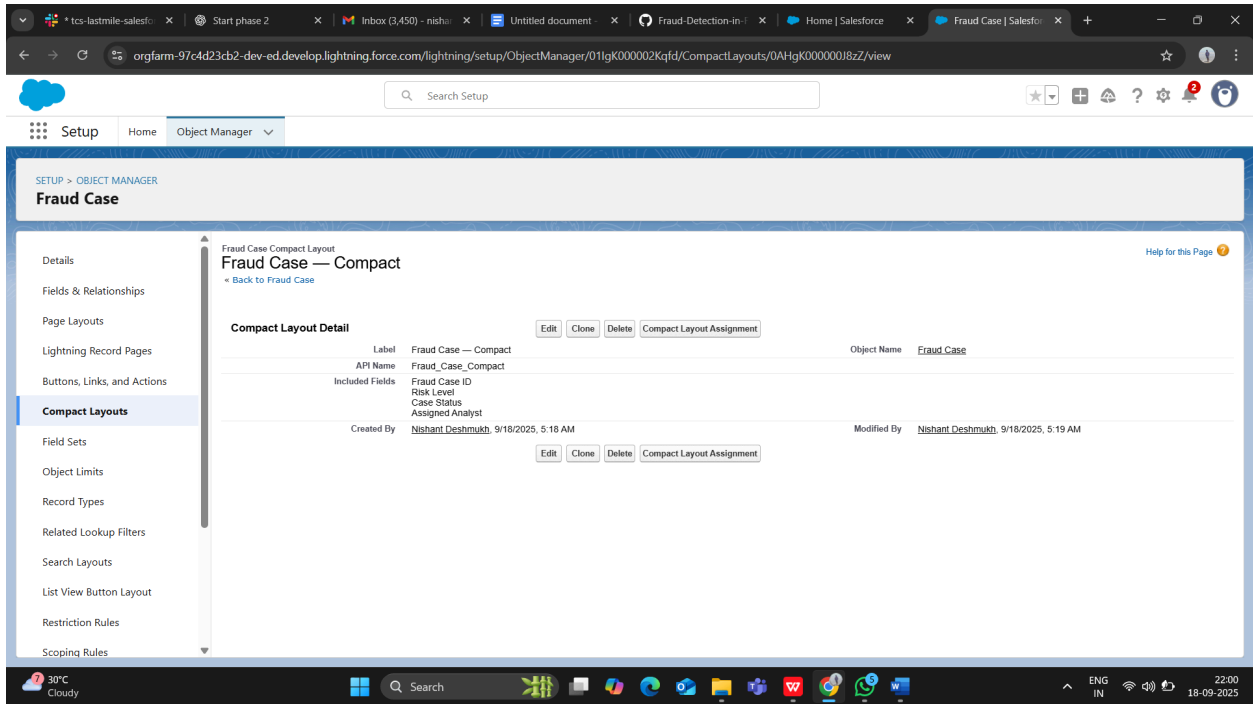 * tcs-lastmile-salesfo
Start phase 2
Inbox (3,450) - nishar
Untitled document -
Fraud-Detection-in-F
Home | Salesforce
Fraud Case | Salesfor
orgfarm-97c4d23cb2-dev-ed.develop.lightning.force.com/lightning/setup/ObjectManager/01IgK000002Kqfd/CompactLayouts/0AHgK000000J8zZ/view
Search Setup
2
Setup
Home
Object Manager
SETUP > OBJECT MANAGER
Fraud Case
Details
Fields & Relationships
Page Layouts
Lightning Record Pages
Buttons, Links, and Actions
Compact Layouts
Field Sets
Object Limits
Record Types
Related Lookup Filters
Search Layouts
List View Button Layout
Restriction Rules
Scoping Rules
Fraud Case Compact Layout
Fraud Case — Compact
« Back to Fraud Case
Help for this Page
Compact Layout Detail
Edit Clone Delete Compact Layout Assignment
Label Fraud Case — Compact Object Name Fraud Case
API Name Fraud_Case_Compact
Included Fields Fraud Case ID
Risk Level
Case Status
Assigned Analyst
Created By Nishant Deshmukh, 9/18/2025, 5:18 AM Modified By Nishant Deshmukh, 9/18/2025, 5:19 AM
Edit Clone Delete Compact Layout Assignment
7
30°C
Cloudy
Search
5
ENG
IN
22:00
18-09-2025